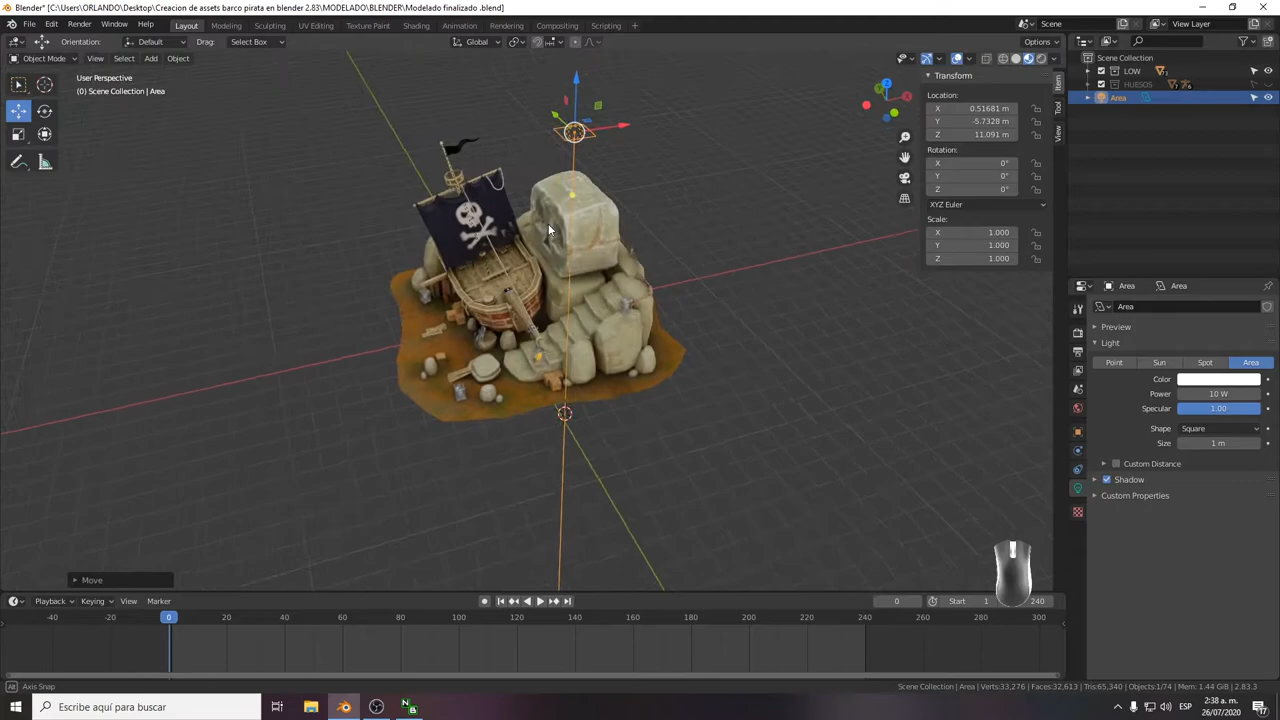 Blender* [C:\Users\ORLANDO\Desktop\Creacion de assets barco pirata en blender 2.83\MODELADO\BLENDER\Modelado finalizado .blend]
File Edit Render Window Help Layout Modeling Sculpting UV Editing Texture Paint Shading Animation Rendering Compositing Scripting Scene View Layer
Orientation: Default Drag: Select Box Global Options
Object Mode View Select Add Object
User Perspective
(0) Scene Collection | Area
Transform
Location:
X 0.51681 m
Y -5.7328 m
Z 11.091 m
Rotation:
X 0°
Y 0°
Z 0°
XYZ Euler
Scale:
X 1.000
Y 1.000
Z 1.000
Item
Tool
View
Scene Collection
LOW
HUESOS
Area
Area Area
Area
Preview
Light
Point Sun Spot Area
Color
Power 10 W
Specular 1.00
Shape Square
Size 1 m
Custom Distance
Shadow
Custom Properties
Move
Playback Keying View Marker 0 Start 1 240
-40 -20 0 20 40 60 80 100 120 140 160 180 200 220 240 260 280 300
Axis Snap
Scene Collection | Area | Verts:33,276 | Faces:32,613 | Tris:65,340 | Objects:1/74 | Mem: 1.44 GiB | 2.83.3
Escribe aquí para buscar
ESP
2:38 a. m.
26/07/2020